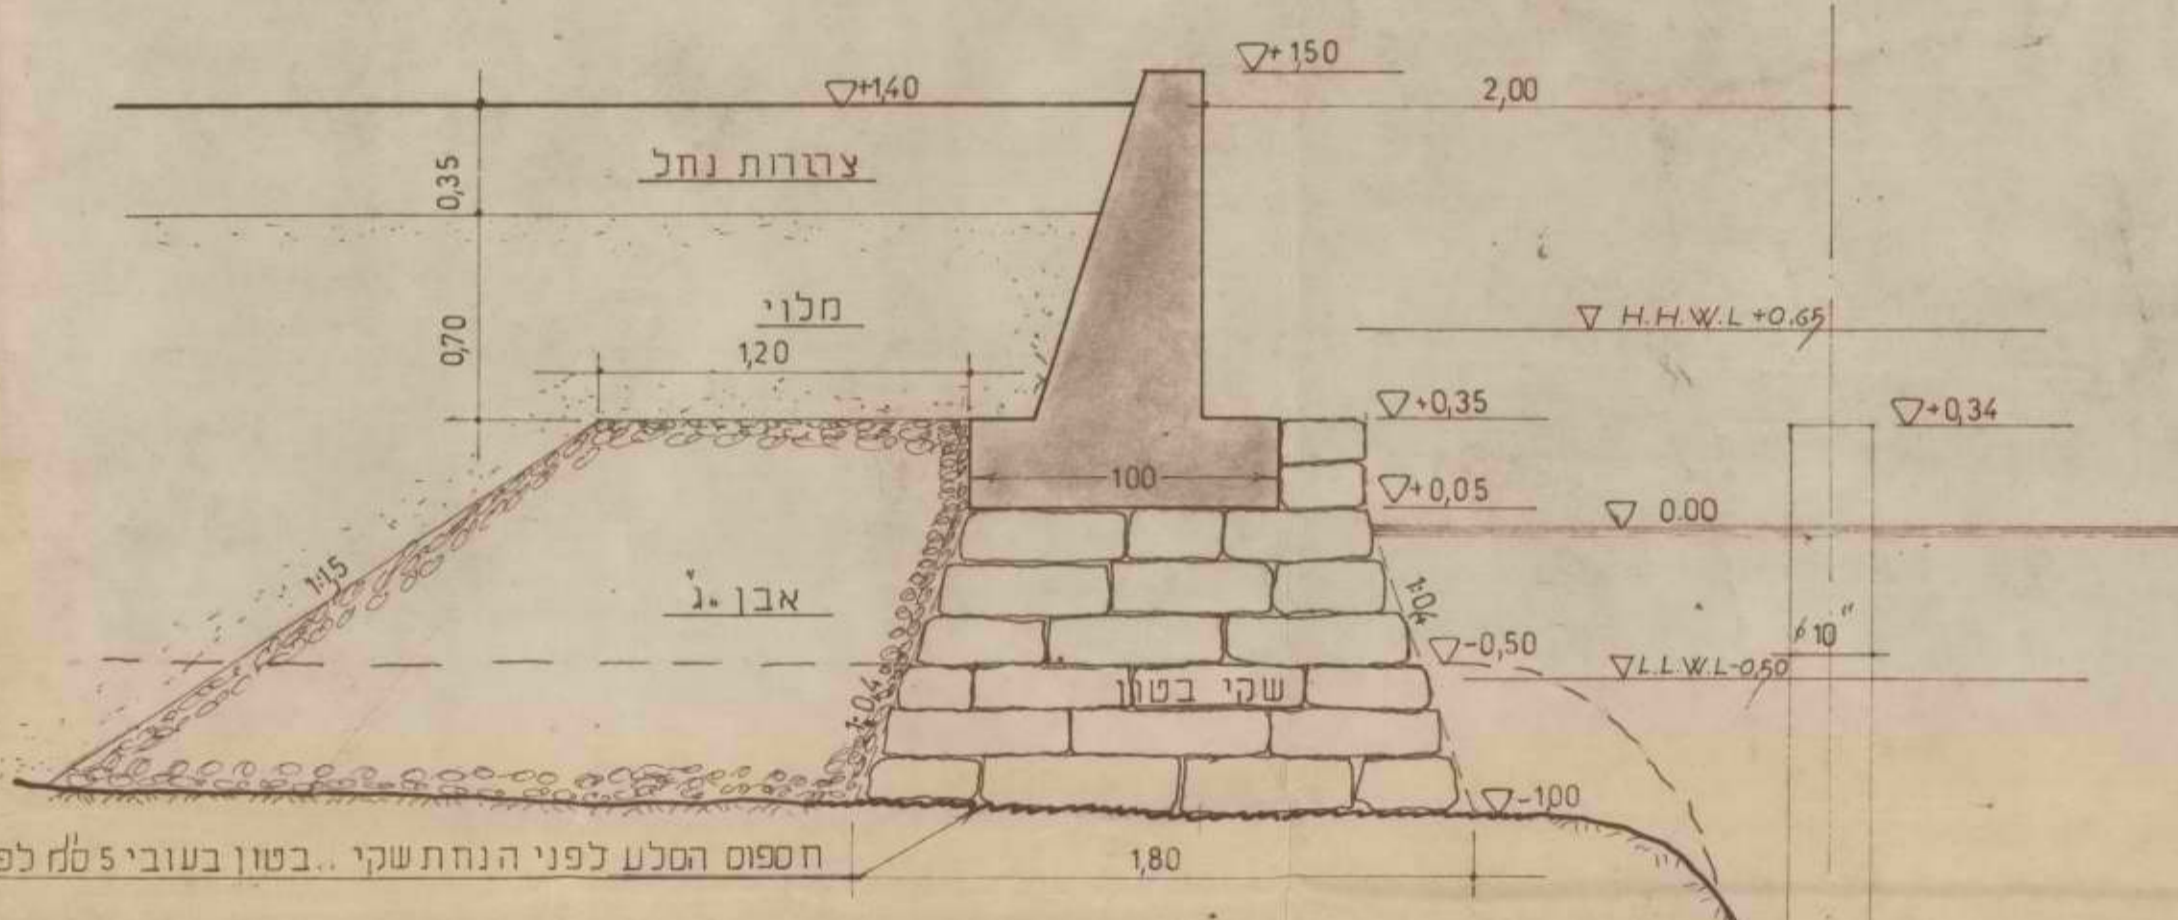 +1,50
+1,40
2,00
צרורות נחל
0,35
מלוי
H.H.W.L +0.65
0,70
1,20
+0,35
+0,34
100
+0,05
0.00
1:1,5
אבן "ג"
1:0,4
-0,50
ø 10"
L.L.W.L-0,50
שקי בטון
1:0,4
-1,00
חספוס הסלע לפני הנחת שקי .. בטון בעובי 5 ס"מ
1,80